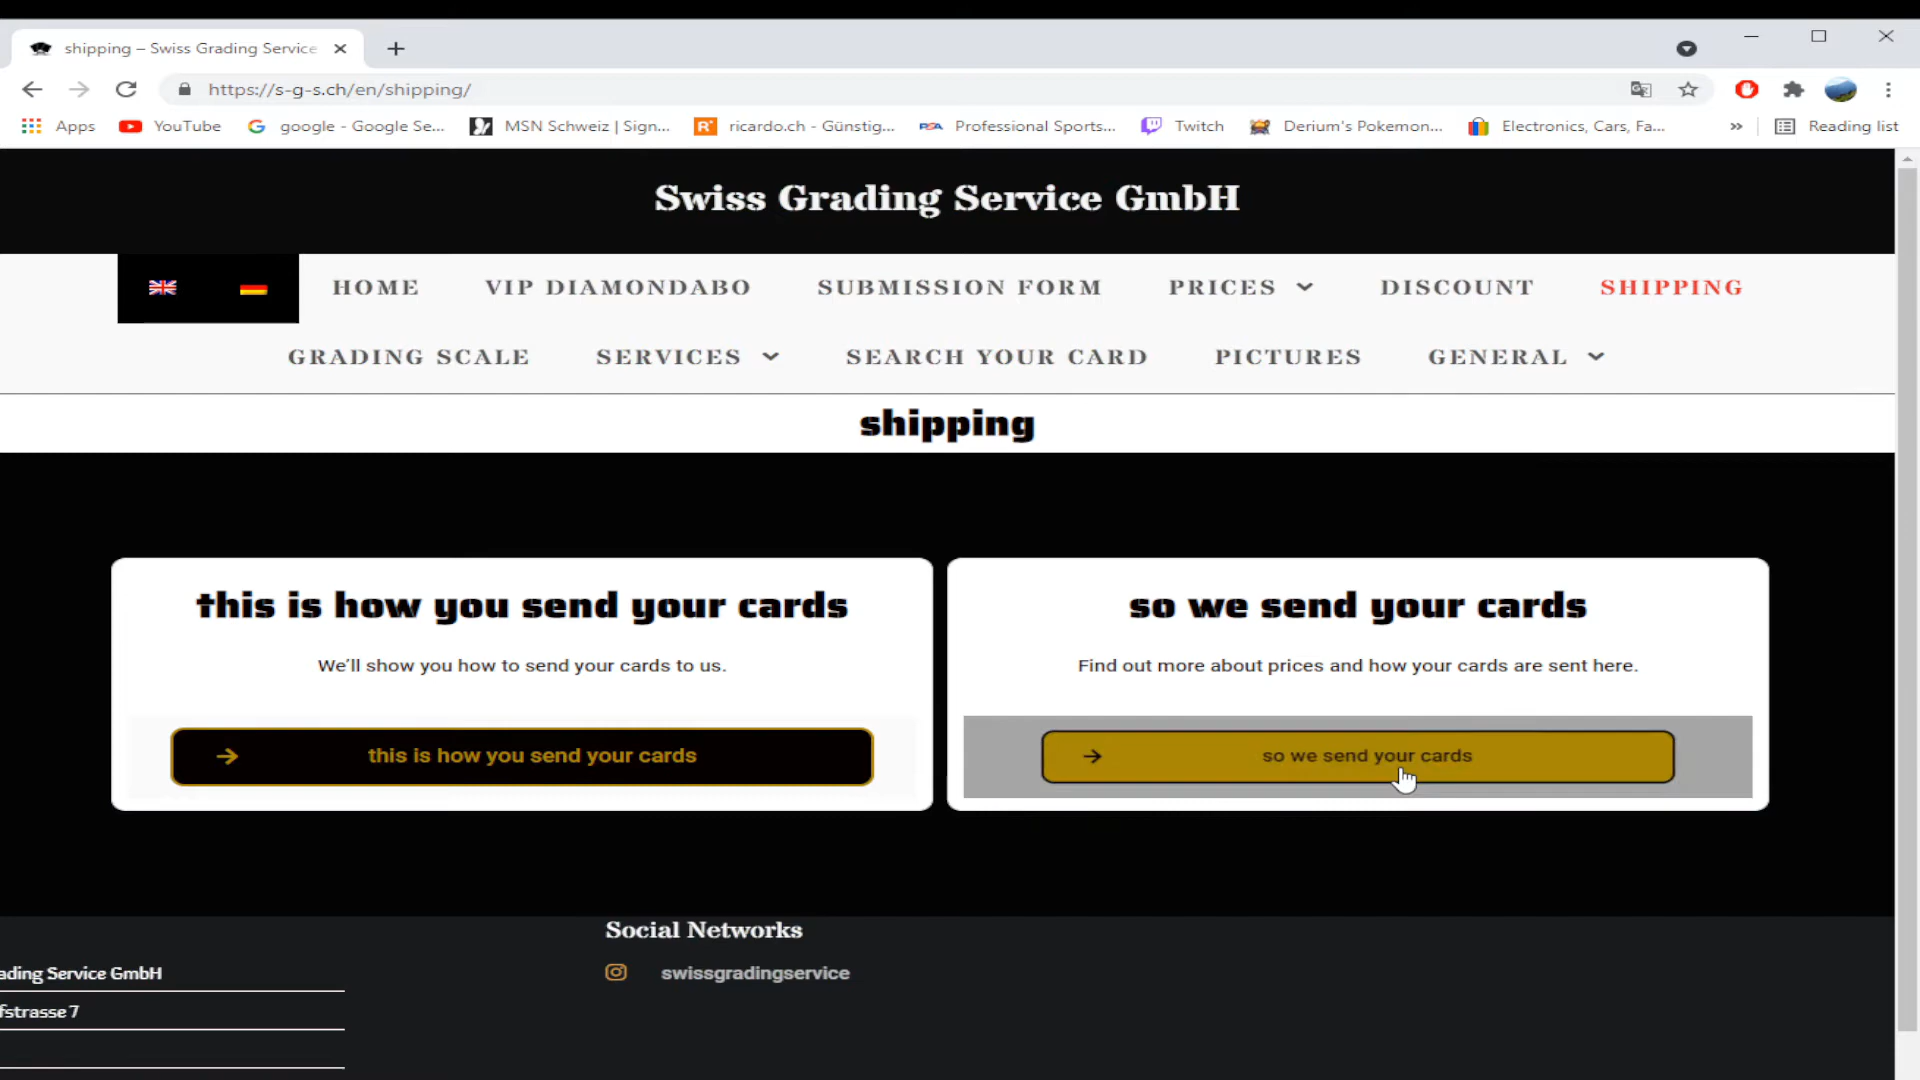 shipping – Swiss Grading Service
https://s-g-s.ch/en/shipping/
Apps YouTube google - Google Se... MSN Schweiz | Sign... ricardo.ch - Günstig... PSA Professional Sports... Twitch Derium's Pokemon... Electronics, Cars, Fa... » Reading list
Swiss Grading Service GmbH
HOME VIP DIAMONDABO SUBMISSION FORM PRICES DISCOUNT SHIPPING
GRADING SCALE SERVICES SEARCH YOUR CARD PICTURES GENERAL
shipping
this is how you send your cards
We'll show you how to send your cards to us.
this is how you send your cards
so we send your cards
Find out more about prices and how your cards are sent here.
so we send your cards
ading Service GmbH
fstrasse 7
Social Networks
swissgradingservice